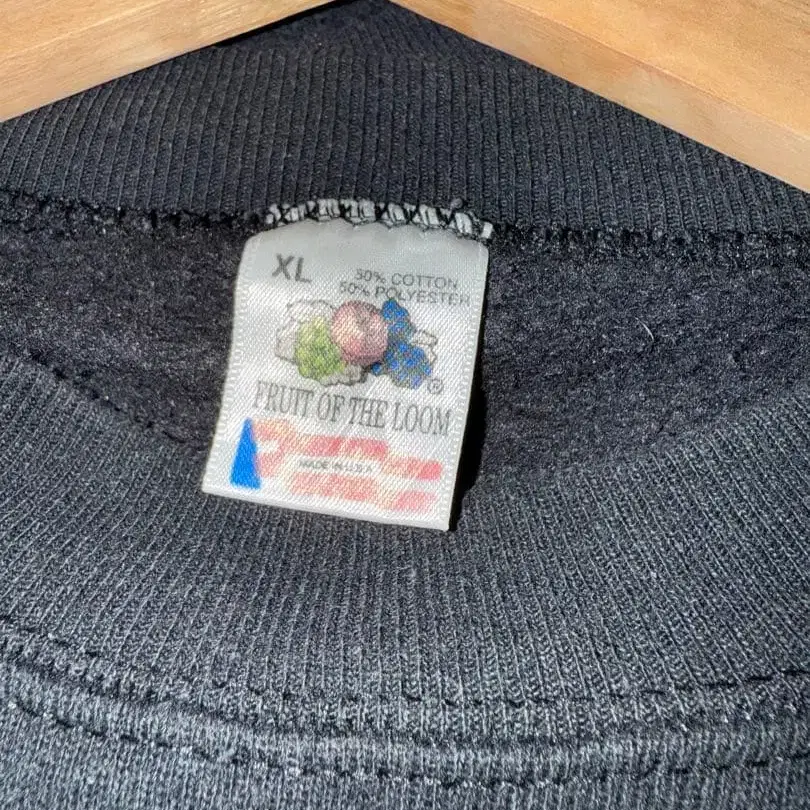 XL
50% COTTON
50% POLYESTER
®
FRUIT OF THE LOOM
MADE IN U.S.A